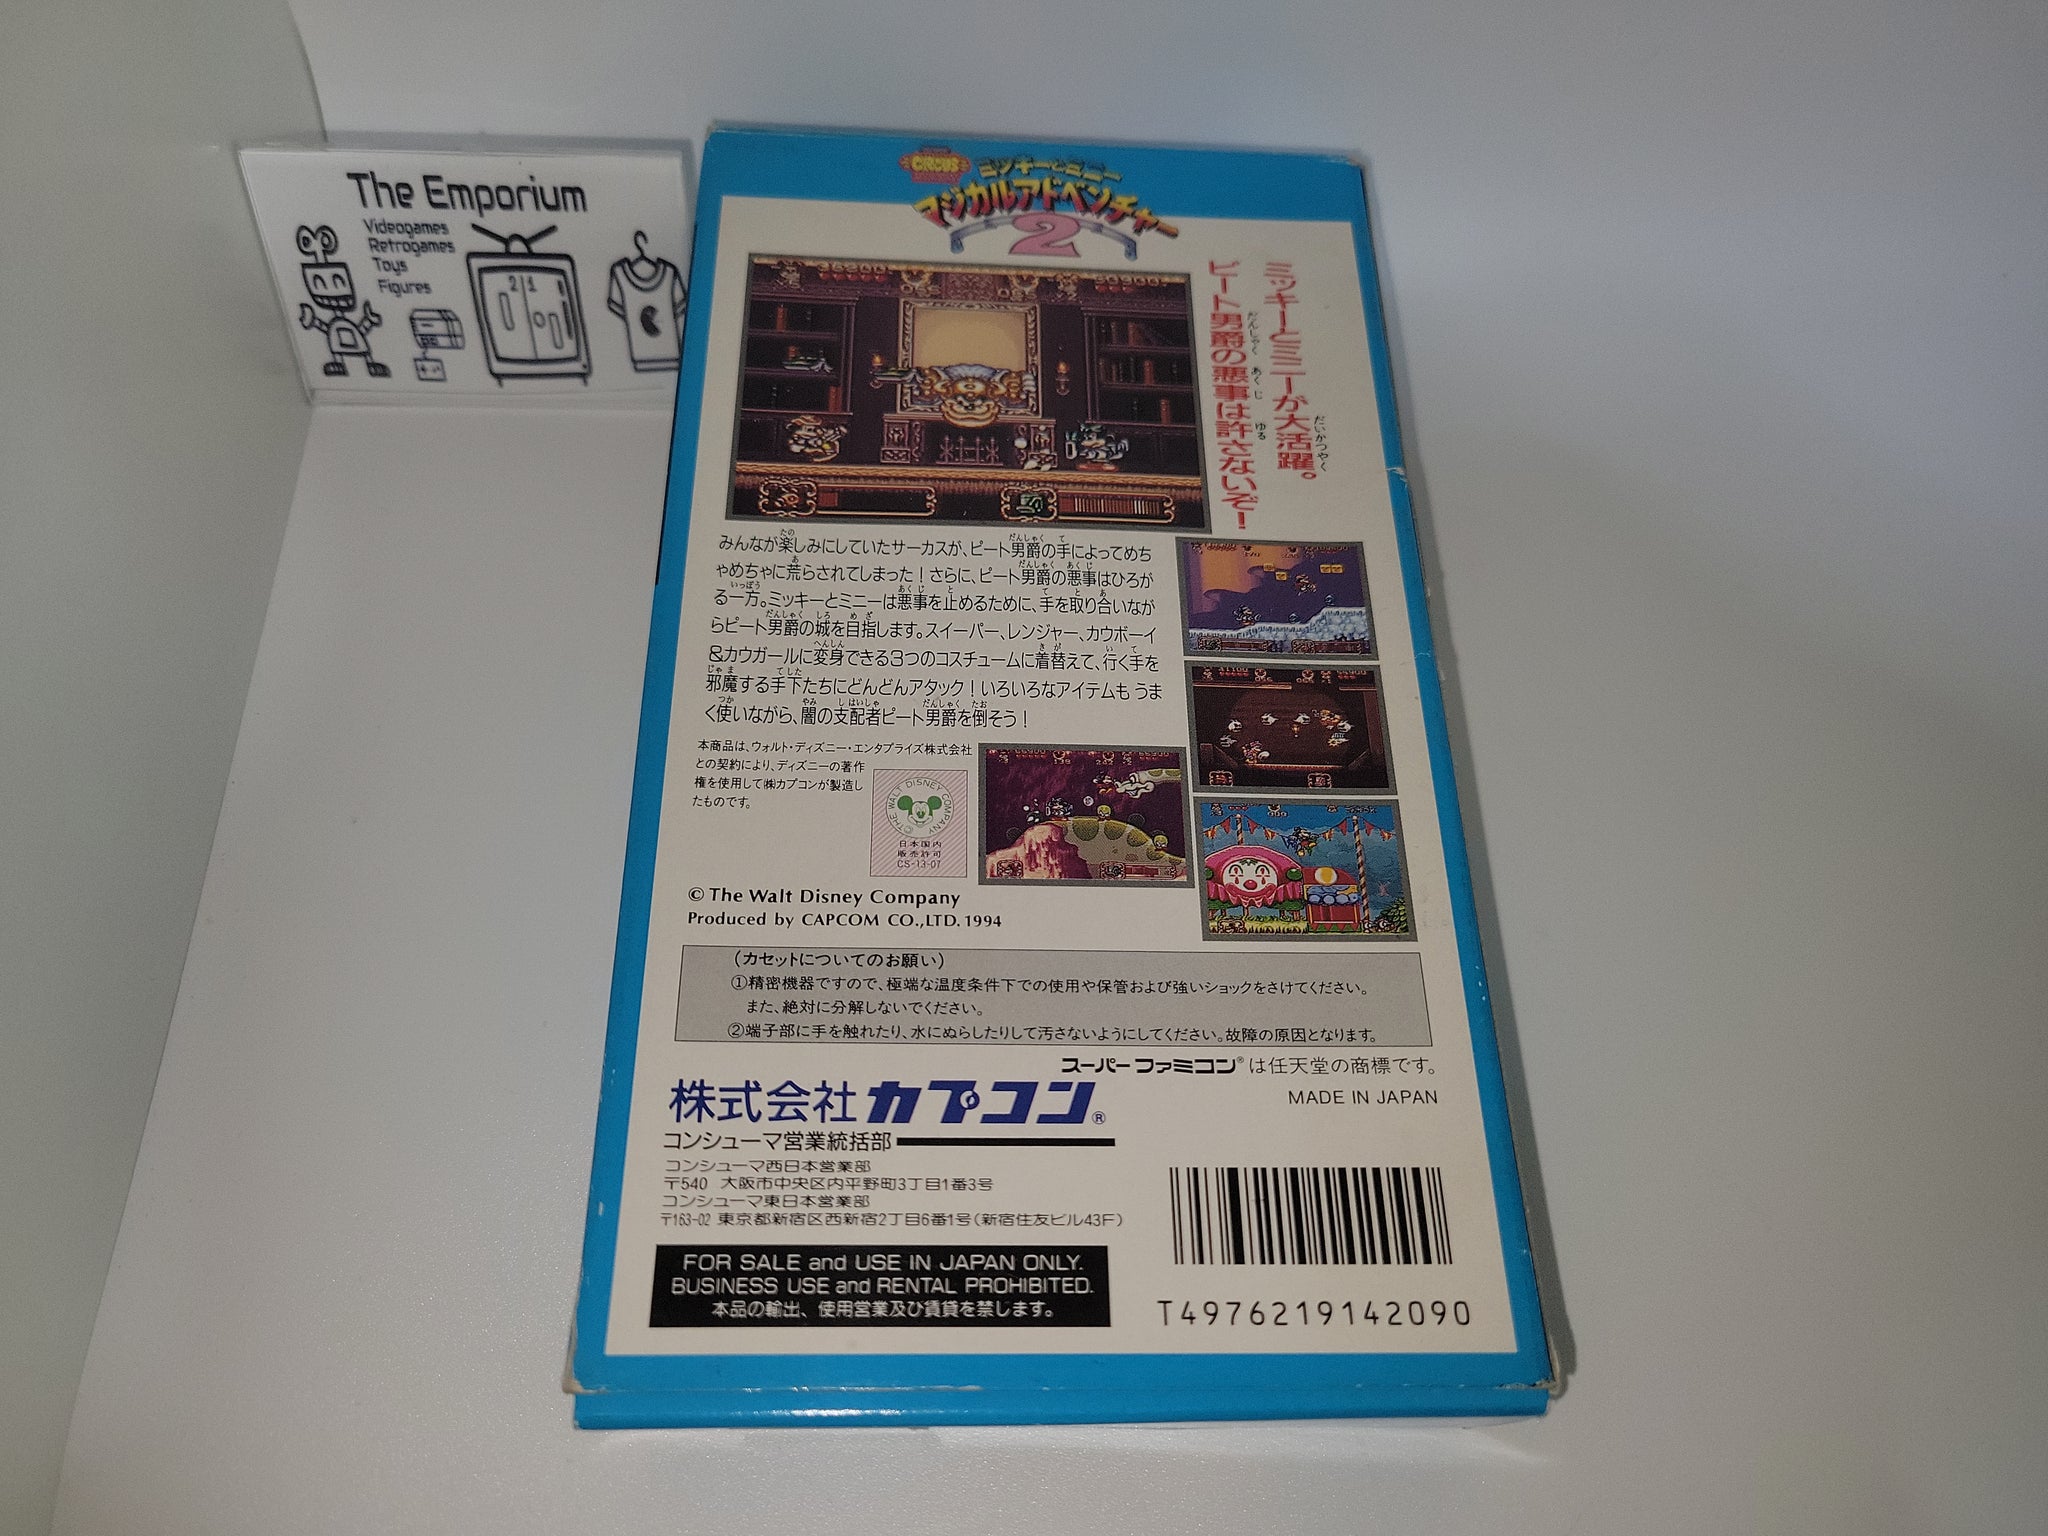 The Emporium
Videogames
Retrogames
Toys
Figures
21
CIRCUS
ミッキーとミニー
マジカルアドベンチャー
2
ミッキーとミニーが大活躍。
ピート男爵の悪事は許さないぞ!
みんなが楽しみにしていたサーカスが、ピート男爵の手によってめち
ゃめちゃに荒らされてしまった!さらに、ピート男爵の悪事はひろが
る一方。ミッキーとミニーは悪事を止めるために、手を取り合いなが
らピート男爵の城を目指します。スイーパー、レンジャー、カウボーイ
&カウガールに変身できる3つのコスチュームに着替えて、行く手を
邪魔する手下たちにどんどんアタック!いろいろなアイテムも うま
く使いながら、闇の支配者ピート男爵を倒そう!
本商品は、ウォルト・ディズニー・エンタプライズ株式会社
との契約により、ディズニーの著作
権を使用して㈱カプコンが製造し
たものです。
©THE WALT DISNEY COMPANY
日本国内
販売許可
CS-13-07
© The Walt Disney Company
Produced by CAPCOM CO.,LTD. 1994
(カセットについてのお願い)
①精密機器ですので、極端な温度条件下での使用や保管および強いショックをさけてください。
また、絶対に分解しないでください。
②端子部に手を触れたり、水にぬらしたりして汚さないようにしてください。故障の原因となります。
スーパーファミコン®は任天堂の商標です。
MADE IN JAPAN
株式会社カプコン®
コンシューマ営業統括部
コンシューマ西日本営業部
〒540 大阪市中央区内平野町3丁目1番3号
コンシューマ東日本営業部
〒163-02 東京都新宿区西新宿2丁目6番1号(新宿住友ビル43F)
FOR SALE and USE IN JAPAN ONLY.
BUSINESS USE and RENTAL PROHIBITED.
本品の輸出、使用営業及び賃貸を禁じます。
T4976219142090